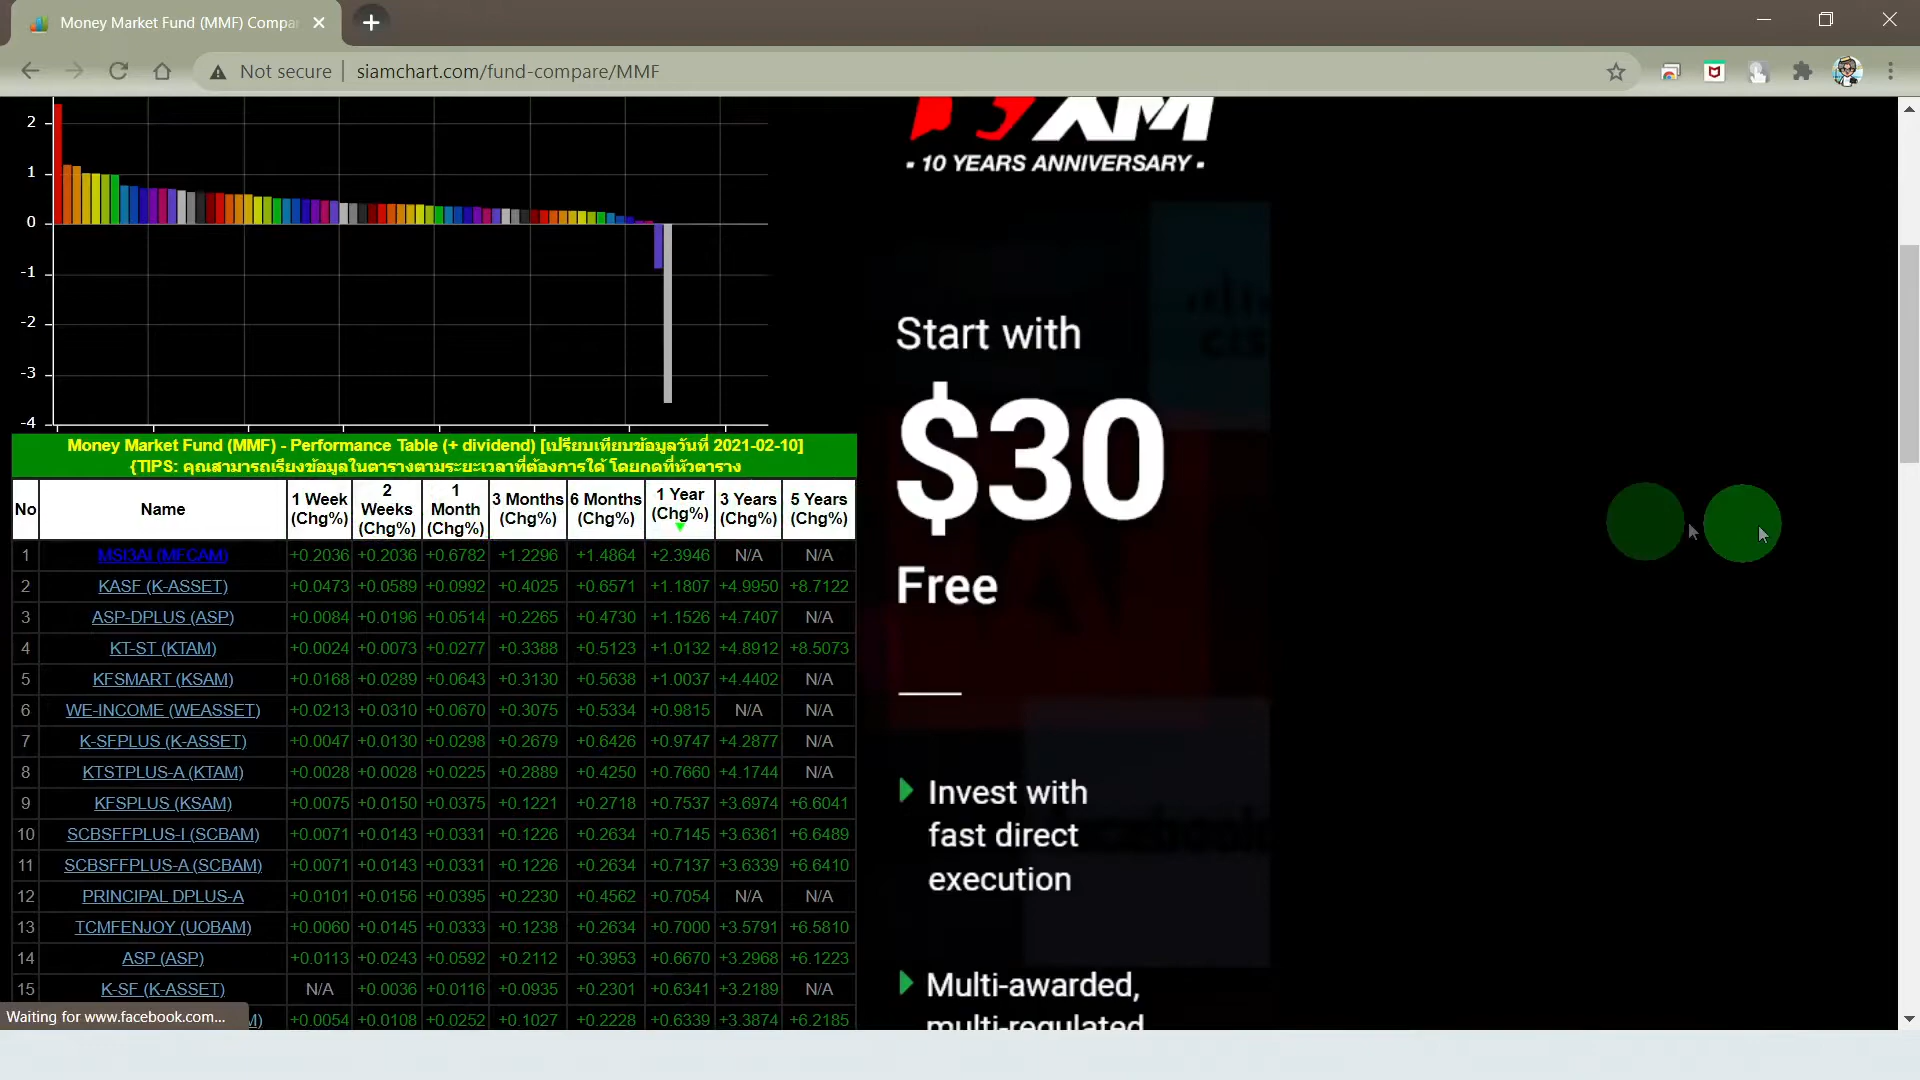 Money Market Fund (MMF) Compa
Not secure
siamchart.com/fund-compare/MMF
2
1
0
-1
-2
-3
-4
XM
- 10 YEARS ANNIVERSARY -
Start with
$30
Free
Invest with
fast direct
execution
Multi-awarded,
multi-regulated
Money Market Fund (MMF) - Performance Table (+ dividend) [เปรียบเทียบข้อมูลวันที่ 2021-02-10]
{TIPS: คุณสามารถเรียงข้อมูลในตารางตามระยะเวลาที่ต้องการได้ โดยกดที่หัวตาราง
No Name 1 Week (Chg%) 2 Weeks (Chg%) 1 Month (Chg%) 3 Months (Chg%) 6 Months (Chg%) 1 Year (Chg%) 3 Years (Chg%) 5 Years (Chg%)
1 MSI3AI (MFCAM) +0.2036 +0.2036 +0.6782 +1.2296 +1.4864 +2.3946 N/A N/A
2 KASF (K-ASSET) +0.0473 +0.0589 +0.0992 +0.4025 +0.6571 +1.1807 +4.9950 +8.7122
3 ASP-DPLUS (ASP) +0.0084 +0.0196 +0.0514 +0.2265 +0.4730 +1.1526 +4.7407 N/A
4 KT-ST (KTAM) +0.0024 +0.0073 +0.0277 +0.3388 +0.5123 +1.0132 +4.8912 +8.5073
5 KFSMART (KSAM) +0.0168 +0.0289 +0.0643 +0.3130 +0.5638 +1.0037 +4.4402 N/A
6 WE-INCOME (WEASSET) +0.0213 +0.0310 +0.0670 +0.3075 +0.5334 +0.9815 N/A N/A
7 K-SFPLUS (K-ASSET) +0.0047 +0.0130 +0.0298 +0.2679 +0.6426 +0.9747 +4.2877 N/A
8 KTSTPLUS-A (KTAM) +0.0028 +0.0028 +0.0225 +0.2889 +0.4250 +0.7660 +4.1744 N/A
9 KFSPLUS (KSAM) +0.0075 +0.0150 +0.0375 +0.1221 +0.2718 +0.7537 +3.6974 +6.6041
10 SCBSFFPLUS-I (SCBAM) +0.0071 +0.0143 +0.0331 +0.1226 +0.2634 +0.7145 +3.6361 +6.6489
11 SCBSFFPLUS-A (SCBAM) +0.0071 +0.0143 +0.0331 +0.1226 +0.2634 +0.7137 +3.6339 +6.6410
12 PRINCIPAL DPLUS-A +0.0101 +0.0156 +0.0395 +0.2230 +0.4562 +0.7054 N/A N/A
13 TCMFENJOY (UOBAM) +0.0060 +0.0145 +0.0333 +0.1238 +0.2634 +0.7000 +3.5791 +6.5810
14 ASP (ASP) +0.0113 +0.0243 +0.0592 +0.2112 +0.3953 +0.6670 +3.2968 +6.1223
15 K-SF (K-ASSET) N/A +0.0036 +0.0116 +0.0935 +0.2301 +0.6341 +3.2189 N/A
+0.0054 +0.0108 +0.0252 +0.1027 +0.2228 +0.6339 +3.3874 +6.2185
Waiting for www.facebook.com...